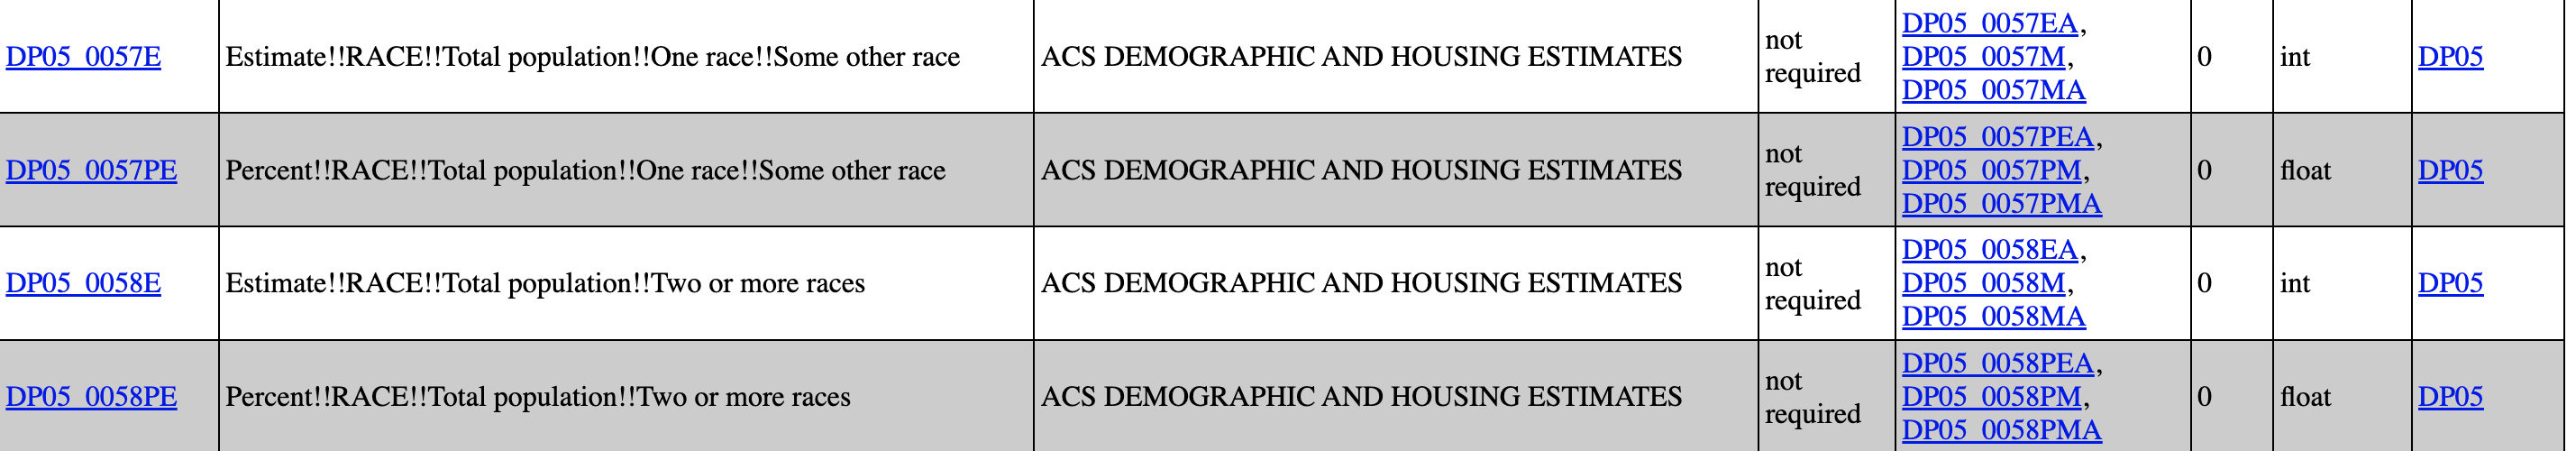 DP05_0057E Estimate!!RACE!!Total population!!One race!!Some other race ACS DEMOGRAPHIC AND HOUSING ESTIMATES not required DP05_0057EA, DP05_0057M, DP05_0057MA 0 int DP05
DP05_0057PE Percent!!RACE!!Total population!!One race!!Some other race ACS DEMOGRAPHIC AND HOUSING ESTIMATES not required DP05_0057PEA, DP05_0057PM, DP05_0057PMA 0 float DP05
DP05_0058E Estimate!!RACE!!Total population!!Two or more races ACS DEMOGRAPHIC AND HOUSING ESTIMATES not required DP05_0058EA, DP05_0058M, DP05_0058MA 0 int DP05
DP05_0058PE Percent!!RACE!!Total population!!Two or more races ACS DEMOGRAPHIC AND HOUSING ESTIMATES not required DP05_0058PEA, DP05_0058PM, DP05_0058PMA 0 float DP05